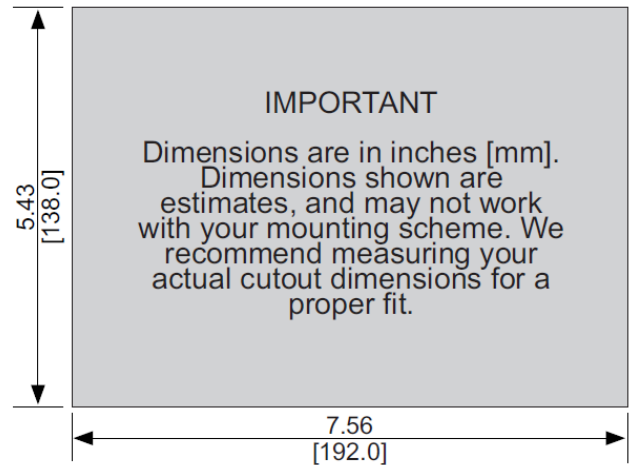 IMPORTANT
Dimensions are in inches [mm].
Dimensions shown are
estimates, and may not work
with your mounting scheme. We
recommend measuring your
actual cutout dimensions for a
proper fit.
5.43
[138.0]
7.56
[192.0]